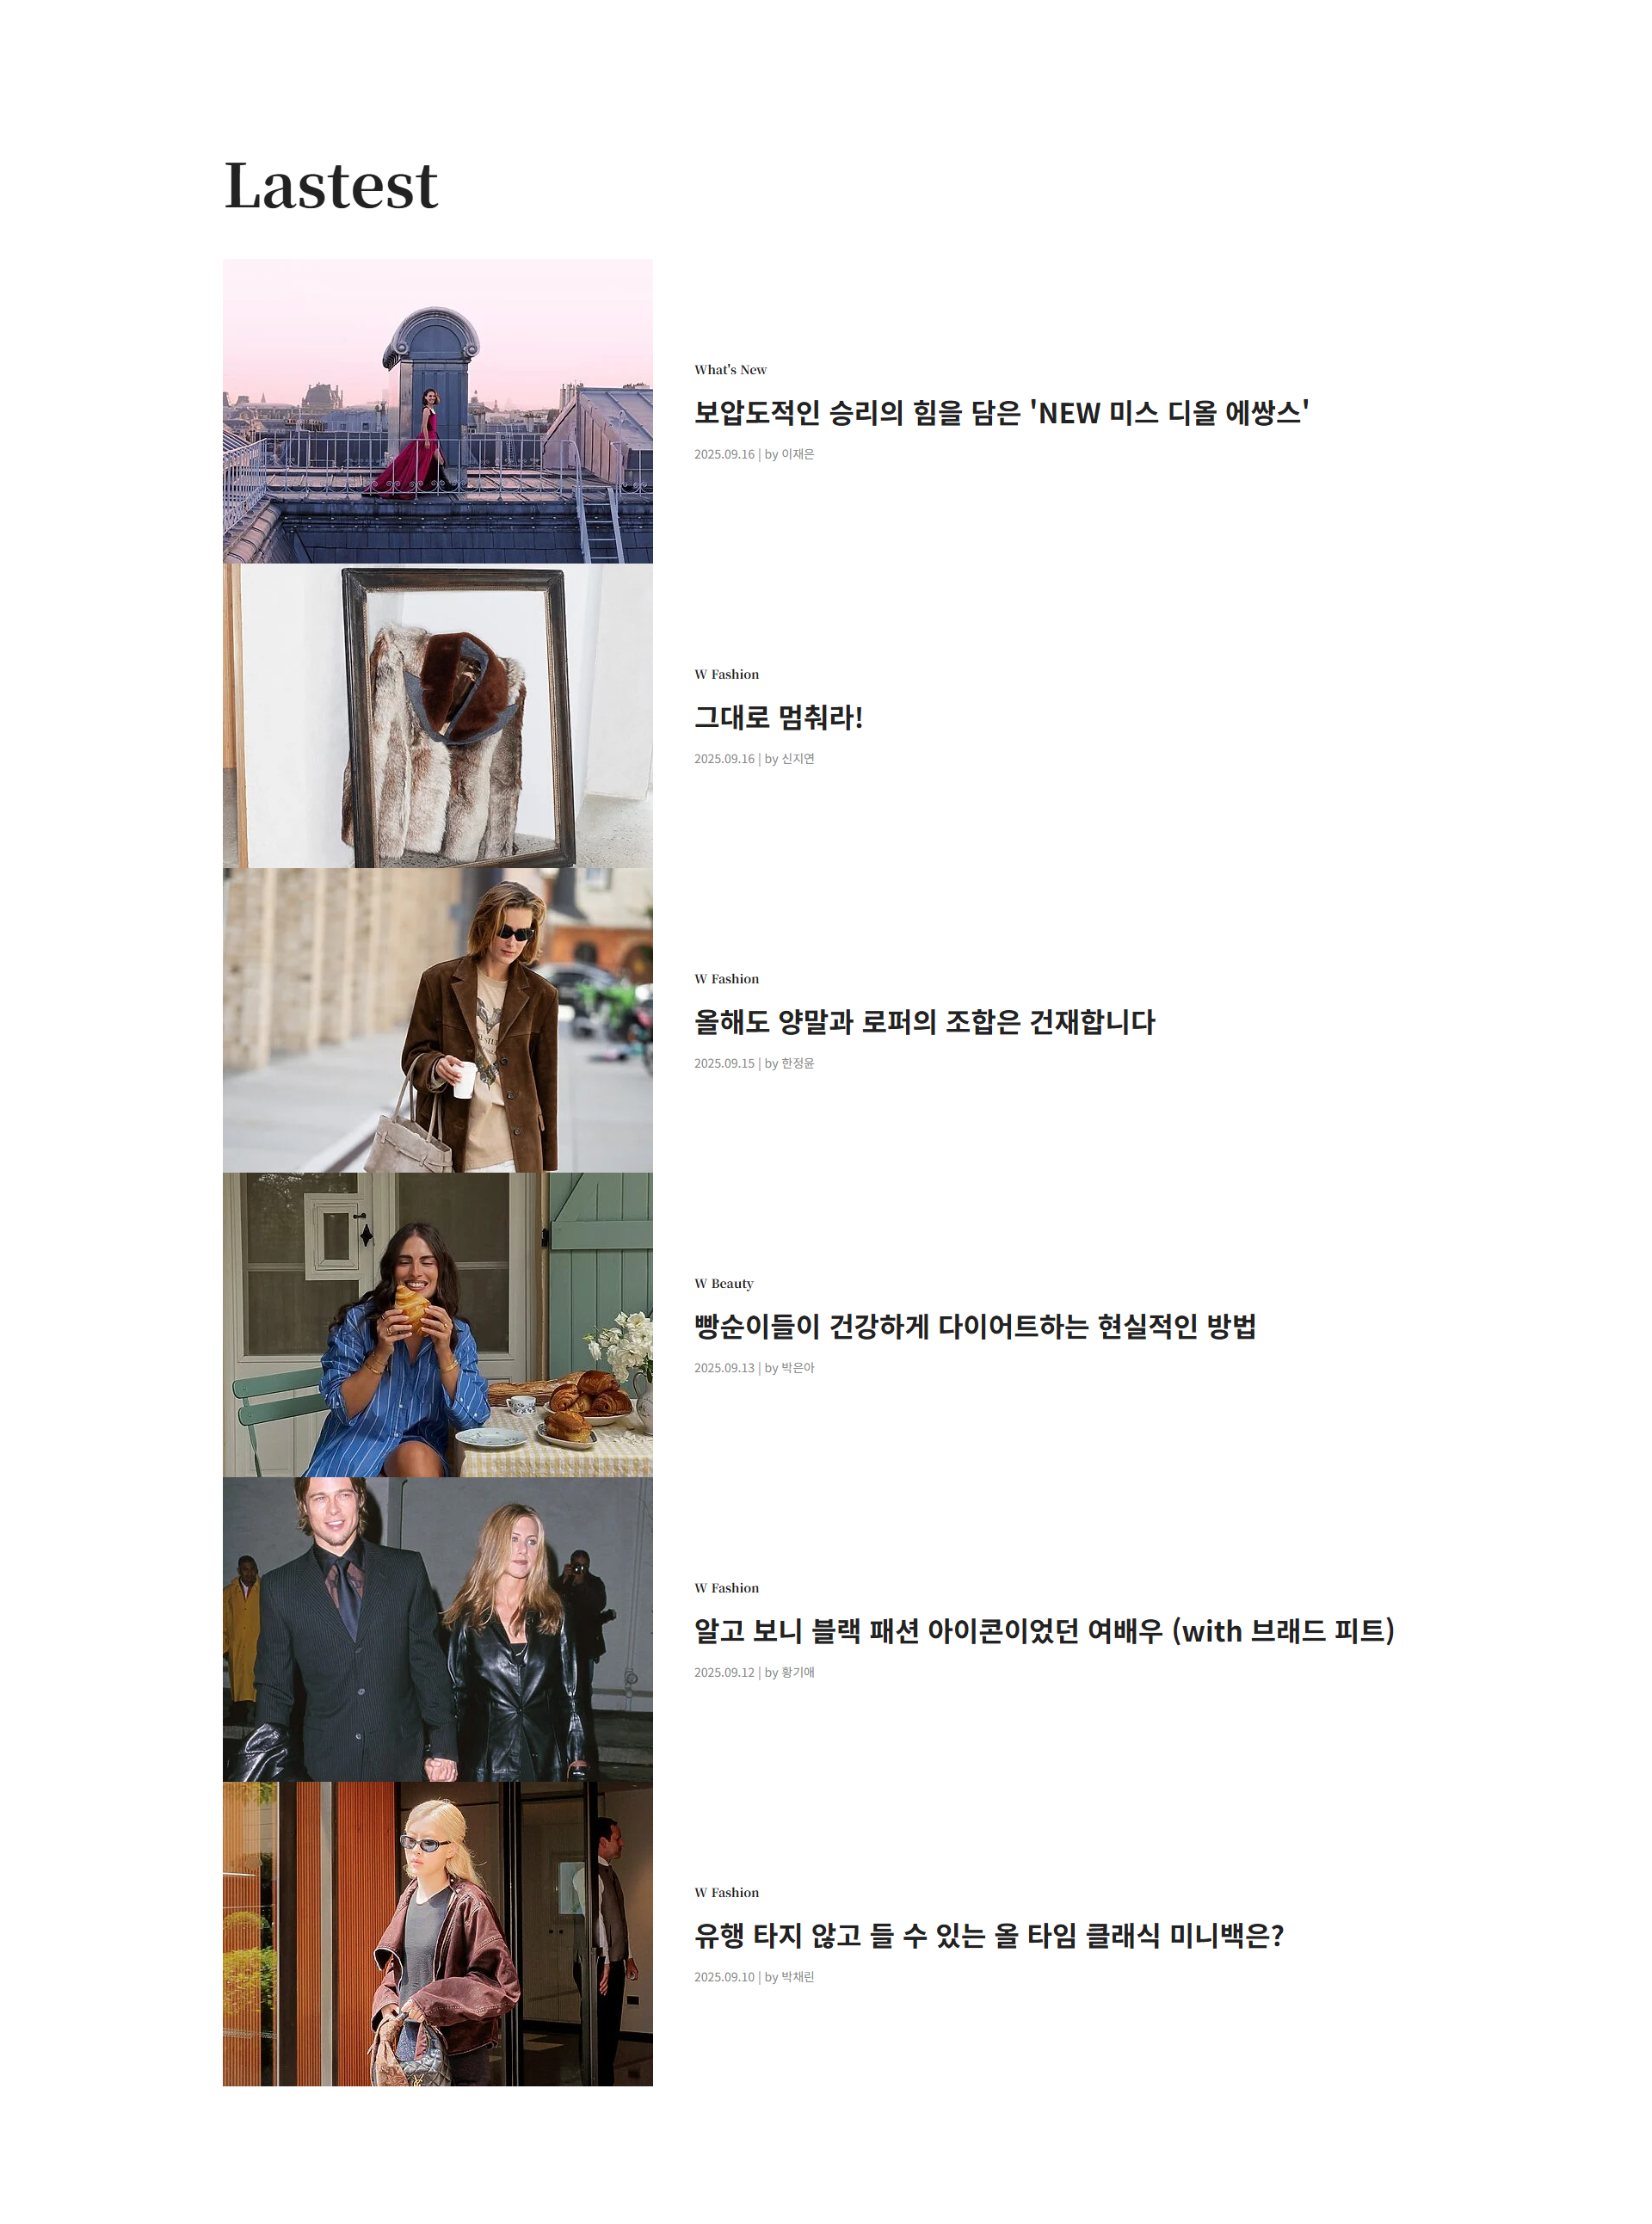 Lastest
What's New
보압도적인 승리의 힘을 담은 'NEW 미스 디올 에쌍스'
2025.09.16 | by 이재은
W Fashion
그대로 멈춰라!
2025.09.16 | by 신지연
W Fashion
올해도 양말과 로퍼의 조합은 건재합니다
2025.09.15 | by 한정윤
W Beauty
빵순이들이 건강하게 다이어트하는 현실적인 방법
2025.09.13 | by 박은아
W Fashion
알고 보니 블랙 패션 아이콘이었던 여배우 (with 브래드 피트)
2025.09.12 | by 황기애
W Fashion
유행 타지 않고 들 수 있는 올 타임 클래식 미니백은?
2025.09.10 | by 박채린